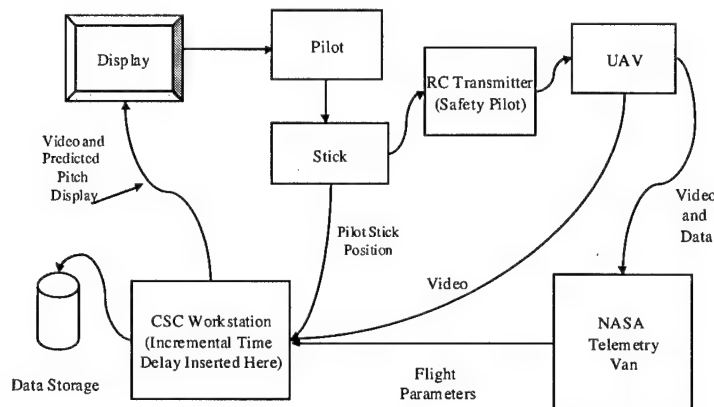 Display
Pilot
RC Transmitter
(Safety Pilot)
UAV
Stick
Video and
Predicted
Pitch
Display
Pilot Stick
Position
Video
Video
and
Data
CSC Workstation
(Incremental Time
Delay Inserted Here)
NASA
Telemetry
Van
Data Storage
Flight
Parameters